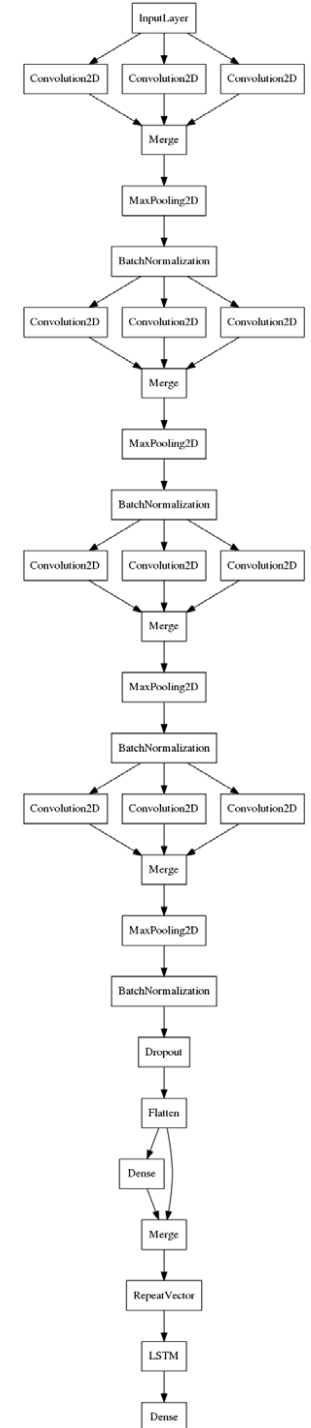 InputLayer
Convolution2D Convolution2D Convolution2D
Merge
MaxPooling2D
BatchNormalization
Convolution2D Convolution2D Convolution2D
Merge
MaxPooling2D
BatchNormalization
Convolution2D Convolution2D Convolution2D
Merge
MaxPooling2D
BatchNormalization
Convolution2D Convolution2D Convolution2D
Merge
MaxPooling2D
BatchNormalization
Dropout
Flatten
Dense
Merge
RepeatVector
LSTM
Dense